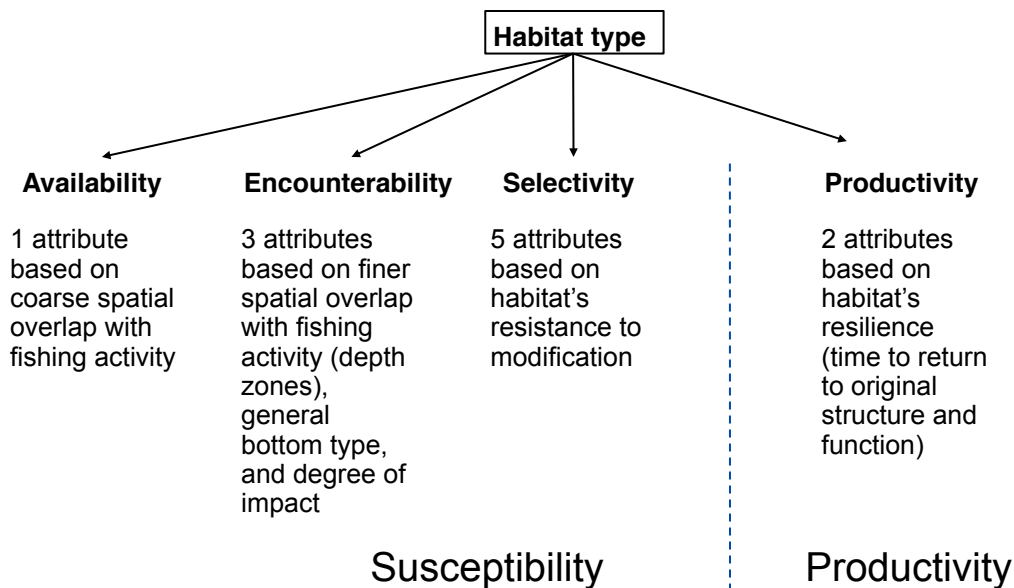 Habitat type
Availability
1 attribute
based on
coarse spatial
overlap with
fishing activity
Encounterability
3 attributes
based on finer
spatial overlap
with fishing
activity (depth
zones),
general
bottom type,
and degree of
impact
Selectivity
5 attributes
based on
habitat's
resistance to
modification
Productivity
2 attributes
based on
habitat's
resilience
(time to return
to original
structure and
function)
Susceptibility
Productivity